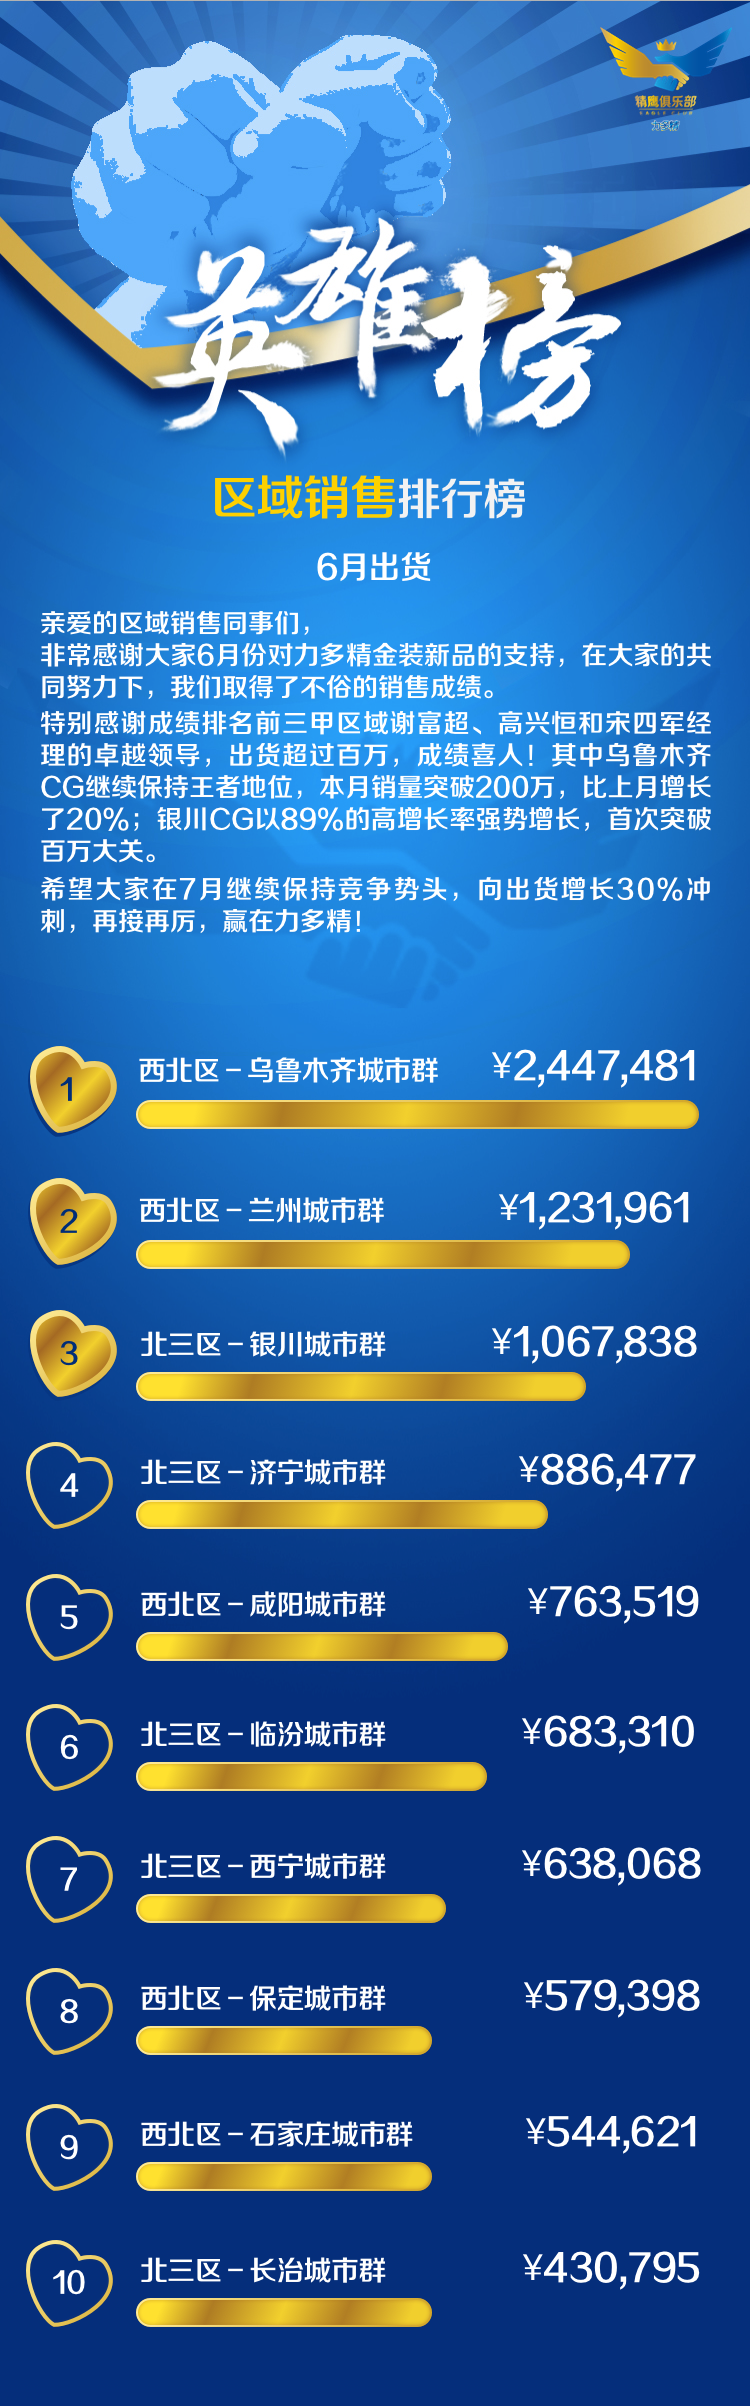 精鹰俱乐部
EAGLE CLUB
力多精
英雄榜
区域销售排行榜
6月出货
亲爱的区域销售同事们，
非常感谢大家6月份对力多精金装新品的支持，在大家的共
同努力下，我们取得了不俗的销售成绩。
特别感谢成绩排名前三甲区域谢富超、高兴恒和宋四军经
理的卓越领导，出货超过百万，成绩喜人！其中乌鲁木齐
CG继续保持王者地位，本月销量突破200万，比上月增长
了20%；银川CG以89%的高增长率强势增长，首次突破
百万大关。
希望大家在7月继续保持竞争势头，向出货增长30%冲
刺，再接再厉，赢在力多精！
1 西北区－乌鲁木齐城市群 ¥2,447,481
2 西北区－兰州城市群 ¥1,231,961
3 北三区－银川城市群 ¥1,067,838
4 北三区－济宁城市群 ¥886,477
5 西北区－咸阳城市群 ¥763,519
6 北三区－临汾城市群 ¥683,310
7 北三区－西宁城市群 ¥638,068
8 西北区－保定城市群 ¥579,398
9 西北区－石家庄城市群 ¥544,621
10 北三区－长治城市群 ¥430,795